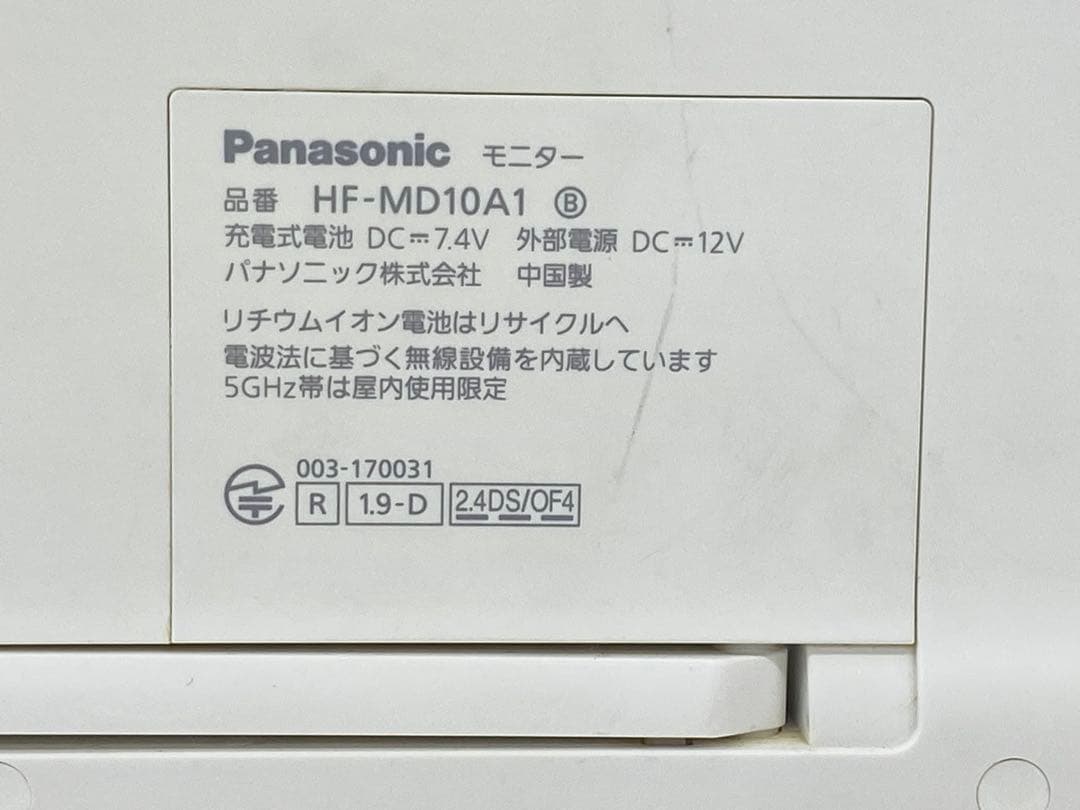 Panasonic モニター
品番 HF-MD10A1 Ⓑ
充電式電池 DC⎓7.4V 外部電源 DC⎓12V
パナソニック株式会社 中国製
リチウムイオン電池はリサイクルへ
電波法に基づく無線設備を内蔵しています
5GHz帯は屋内使用限定
003-170031
R 1.9-D 2.4DS/OF4